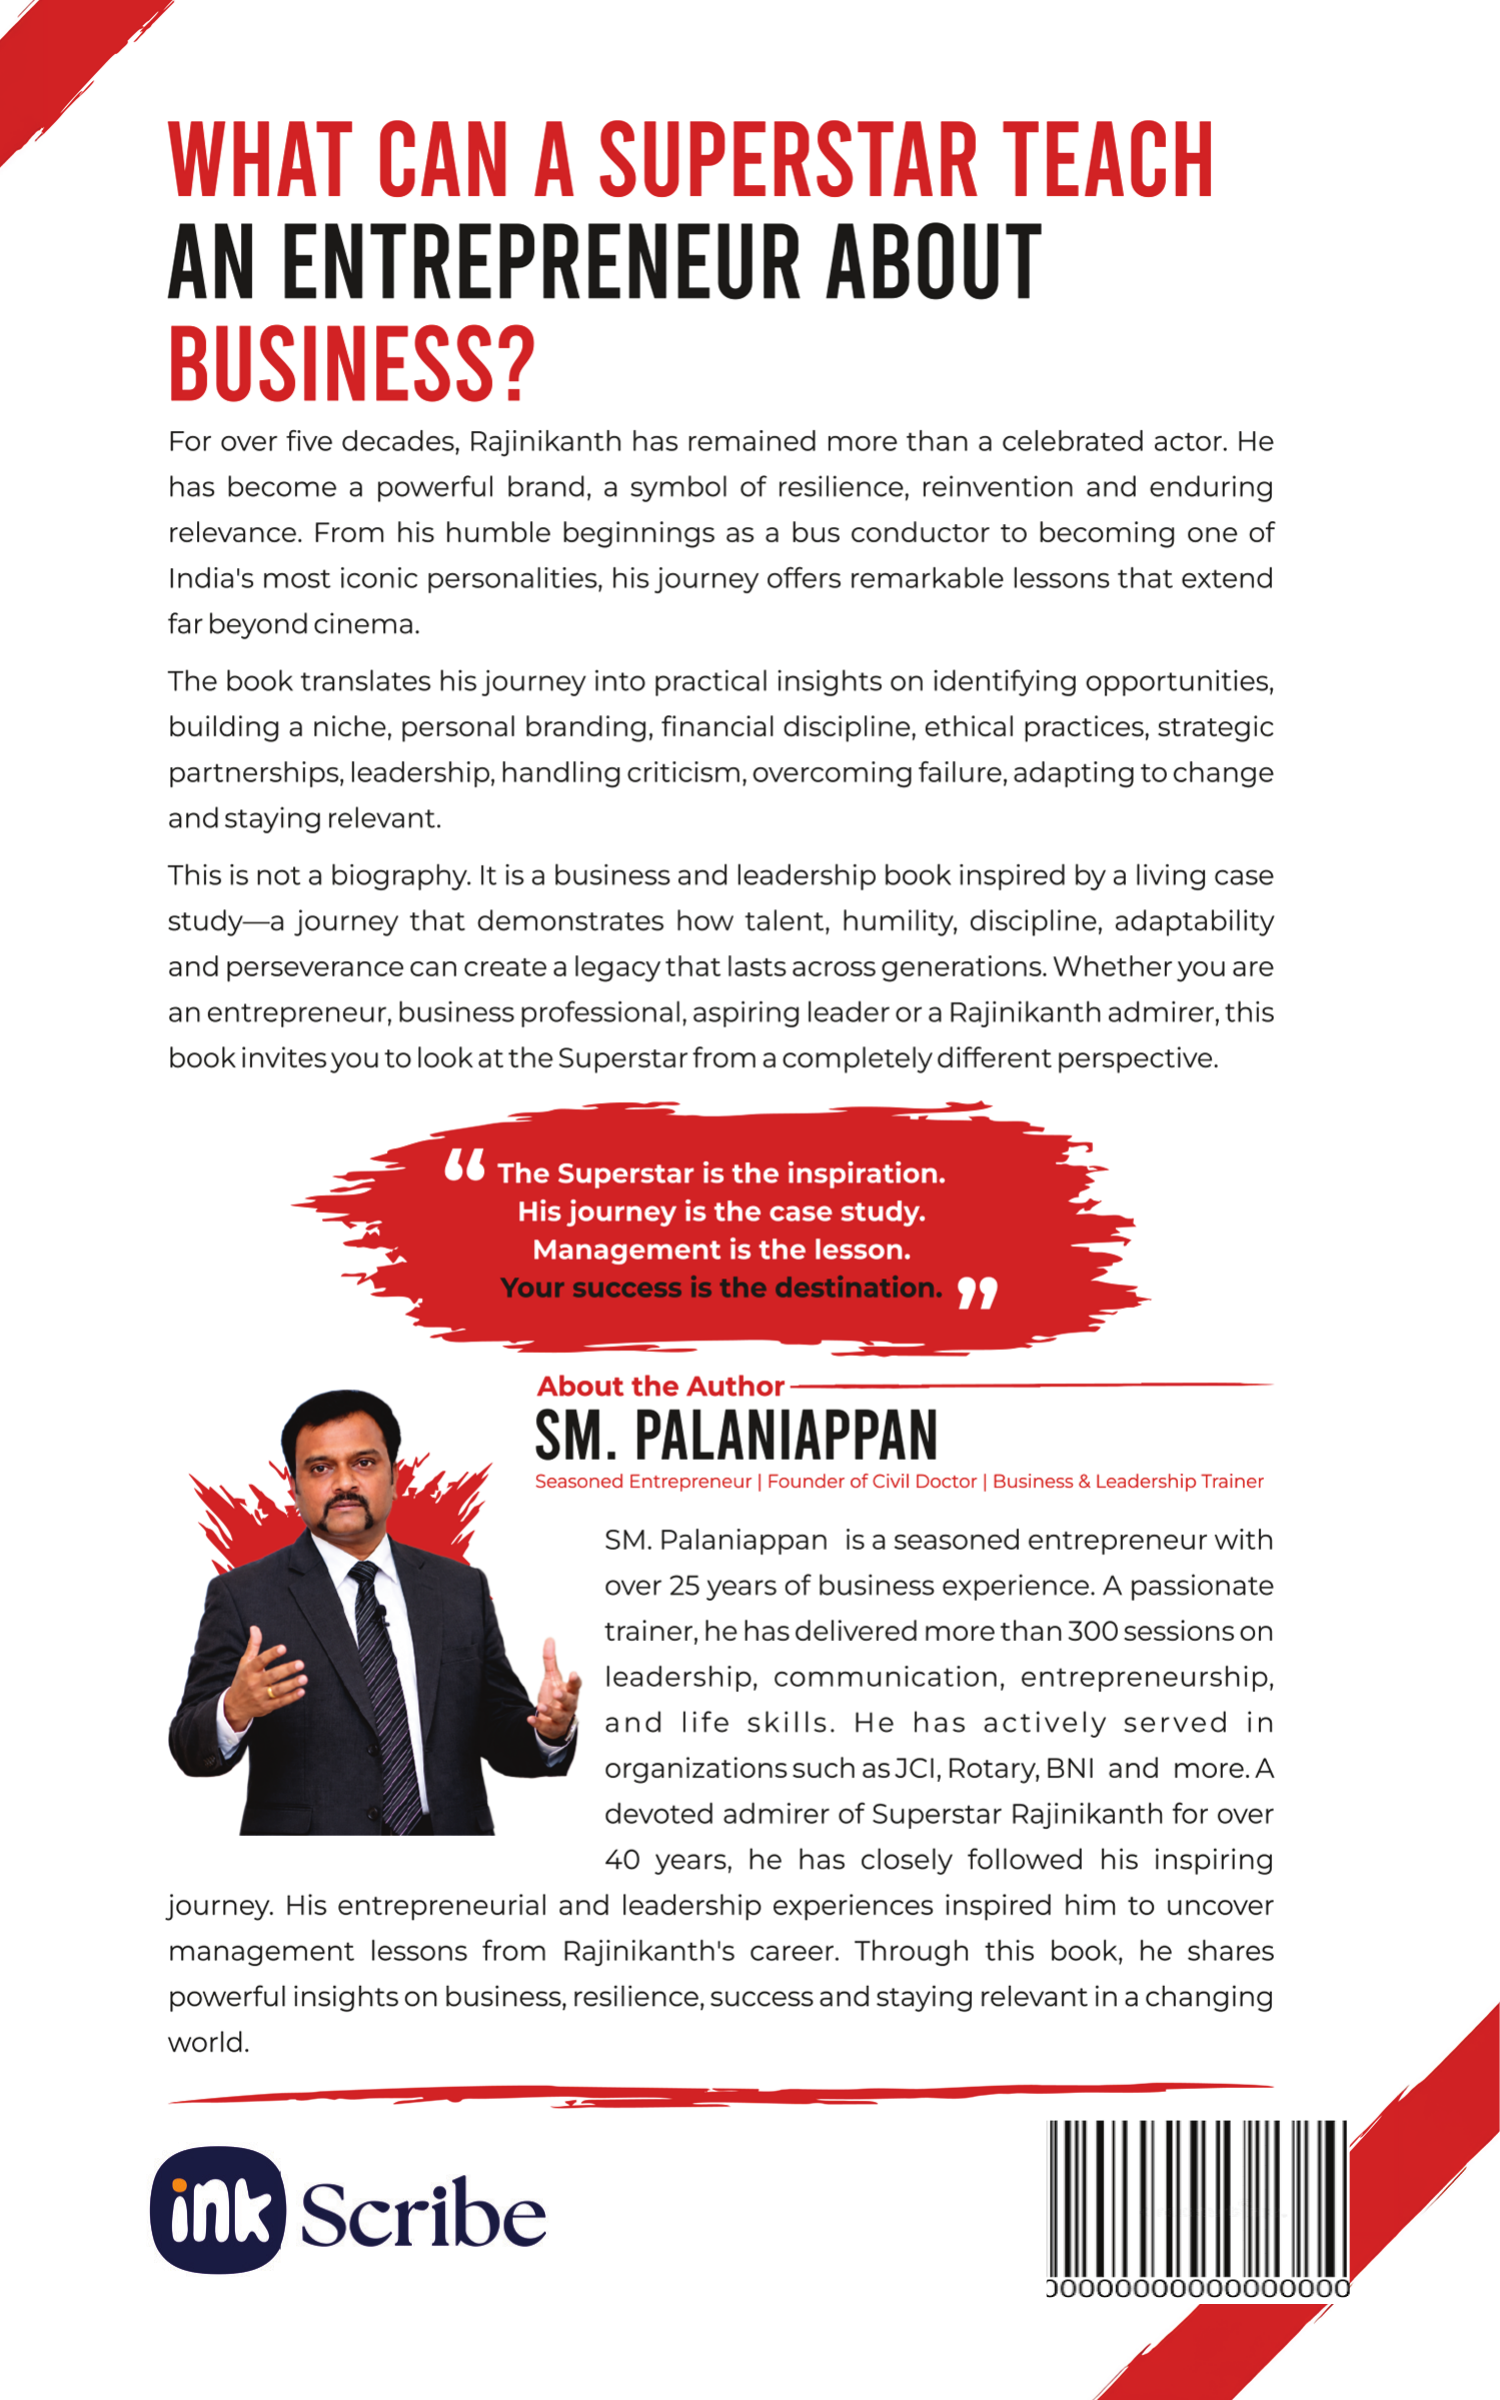 WHAT CAN A SUPERSTAR TEACH
AN ENTREPRENEUR ABOUT
BUSINESS?
For over five decades, Rajinikanth has remained more than a celebrated actor. He
has become a powerful brand, a symbol of resilience, reinvention and enduring
relevance. From his humble beginnings as a bus conductor to becoming one of
India's most iconic personalities, his journey offers remarkable lessons that extend
far beyond cinema.
The book translates his journey into practical insights on identifying opportunities,
building a niche, personal branding, financial discipline, ethical practices, strategic
partnerships, leadership, handling criticism, overcoming failure, adapting to change
and staying relevant.
This is not a biography. It is a business and leadership book inspired by a living case
study—a journey that demonstrates how talent, humility, discipline, adaptability
and perseverance can create a legacy that lasts across generations. Whether you are
an entrepreneur, business professional, aspiring leader or a Rajinikanth admirer, this
book invites you to look at the Superstar from a completely different perspective.
“ The Superstar is the inspiration.
His journey is the case study.
Management is the lesson.
Your success is the destination. ”
About the Author
SM. PALANIAPPAN
Seasoned Entrepreneur | Founder of Civil Doctor | Business & Leadership Trainer
SM. Palaniappan is a seasoned entrepreneur with
over 25 years of business experience. A passionate
trainer, he has delivered more than 300 sessions on
leadership, communication, entrepreneurship,
and life skills. He has actively served in
organizations such as JCI, Rotary, BNI and more. A
devoted admirer of Superstar Rajinikanth for over
40 years, he has closely followed his inspiring
journey. His entrepreneurial and leadership experiences inspired him to uncover
management lessons from Rajinikanth's career. Through this book, he shares
powerful insights on business, resilience, success and staying relevant in a changing
world.
ink Scribe
00000000000000000